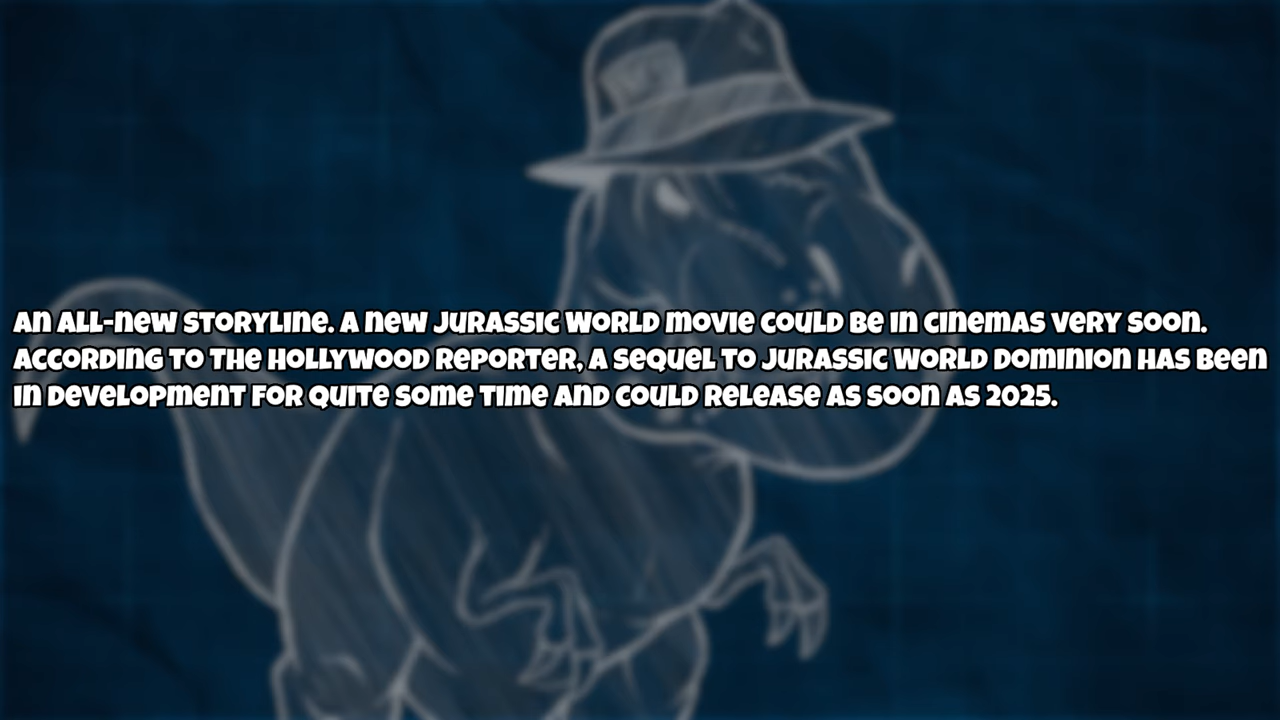 An all-new storyline. A new Jurassic World movie could be in cinemas very soon.
According to The Hollywood Reporter, a sequel to Jurassic World Dominion has been
in development for quite some time and could release as soon as 2025.